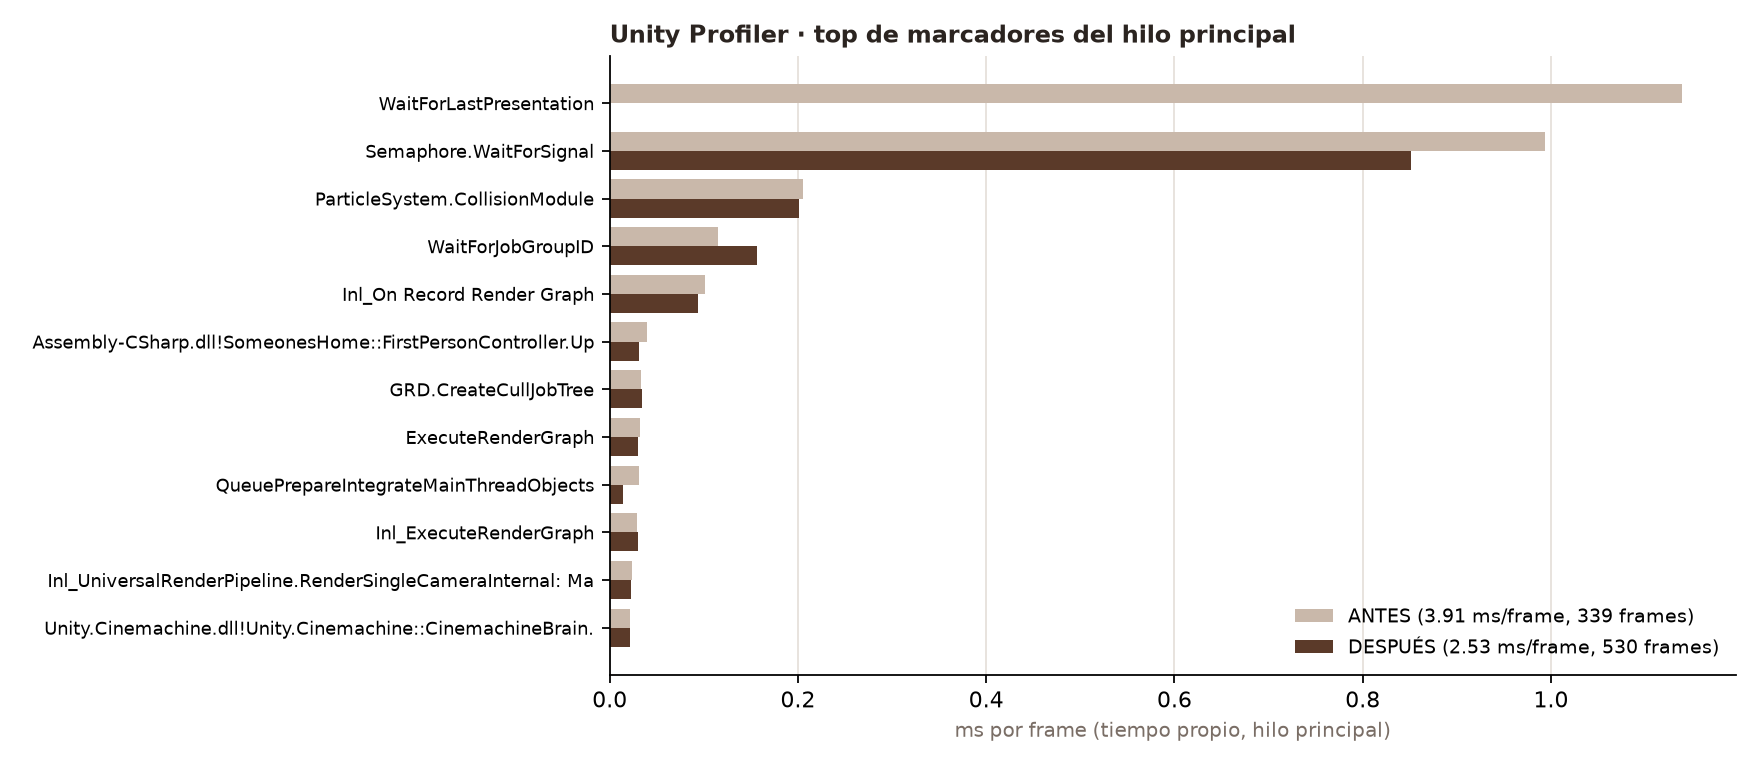 Unity Profiler · top de marcadores del hilo principal
WaitForLastPresentation
Semaphore.WaitForSignal
ParticleSystem.CollisionModule
WaitForJobGroupID
Inl_On Record Render Graph
Assembly-CSharp.dll!SomeonesHome::FirstPersonController.Up
GRD.CreateCullJobTree
ExecuteRenderGraph
QueuePrepareIntegrateMainThreadObjects
Inl_ExecuteRenderGraph
Inl_UniversalRenderPipeline.RenderSingleCameraInternal: Ma
Unity.Cinemachine.dll!Unity.Cinemachine::CinemachineBrain.
ANTES (3.91 ms/frame, 339 frames)
DESPUÉS (2.53 ms/frame, 530 frames)
0.0 0.2 0.4 0.6 0.8 1.0
ms por frame (tiempo propio, hilo principal)